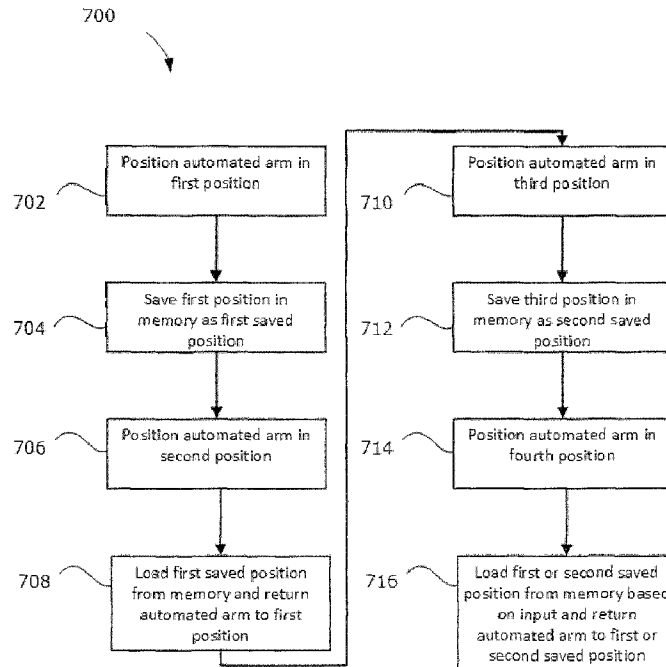 700
702
Position automated arm in
first position
704
Save first position in
memory as first saved
position
706
Position automated arm in
second position
708
Load first saved position
from memory and return
automated arm to first
position
710
Position automated arm in
third position
712
Save third position in
memory as second saved
position
714
Position automated arm in
fourth position
716
Load first or second saved
position from memory based
on input and return
automated arm to first or
second saved position